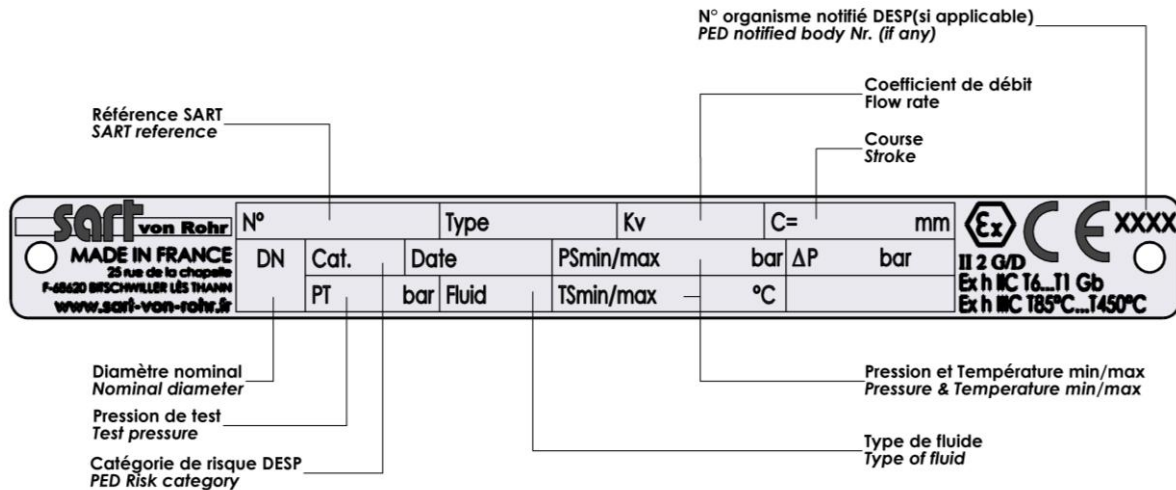 N° organisme notifié DESP(si applicable)
PED notified body Nr. (if any)
Coefficient de débit
Flow rate
Référence SART
SART reference
Course
Stroke
sart von Rohr
MADE IN FRANCE
25 rue de la chapelle
F-68620 BITSCHWILLER LÈS THANN
www.sart-von-rohr.fr
N° Type Kv C= mm
DN Cat. Date PSmin/max bar ΔP bar
PT bar Fluid TSmin/max °C
Ex CE XXXX
II 2 G/D
Ex h IIC T6...T1 Gb
Ex h IIIC T85°C...T450°C
Diamètre nominal
Nominal diameter
Pression de test
Test pressure
Catégorie de risque DESP
PED Risk category
Pression et Température min/max
Pressure & Temperature min/max
Type de fluide
Type of fluid